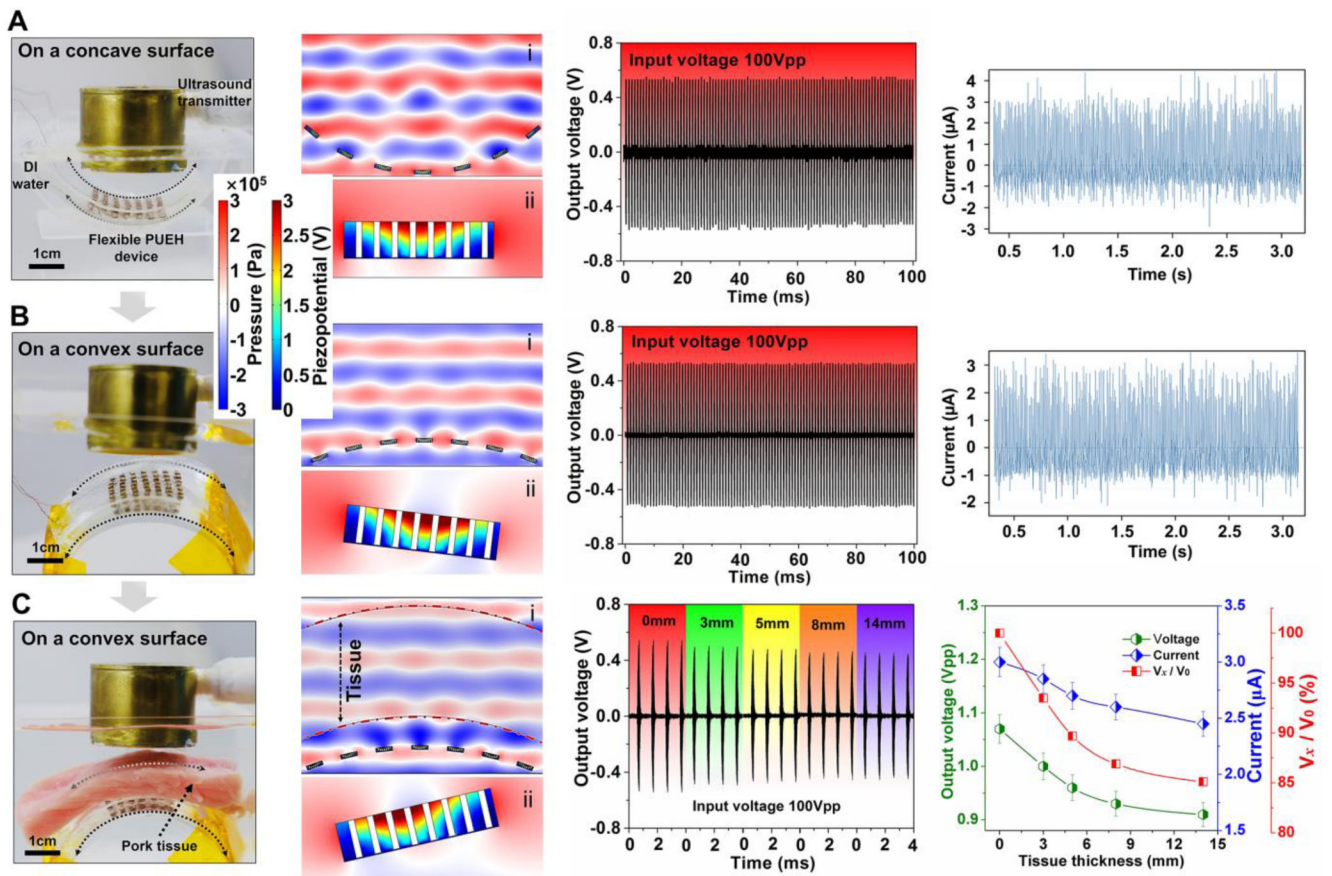 A
On a concave surface
Ultrasound
transmitter
DI
water
Flexible PUEH
device
1cm
×10⁵
3
2
1
0
-1
-2
-3
Pressure (Pa)
3
2.5
2
1.5
1
0.5
0
Piezopotential (V)
i
ii
Input voltage 100Vpp
Output voltage (V)
0.8
0.4
0.0
-0.4
-0.8
0 20 40 60 80 100
Time (ms)
Current (µA)
4
3
2
1
0
-1
-2
-3
0.5 1.0 1.5 2.0 2.5 3.0
Time (s)
B
On a convex surface
1cm
i
ii
Input voltage 100Vpp
Output voltage (V)
0.8
0.4
0.0
-0.4
-0.8
0 20 40 60 80 100
Time (ms)
Current (µA)
3
2
1
0
-1
-2
0.5 1.0 1.5 2.0 2.5 3.0
Time (s)
C
On a convex surface
1cm
Pork tissue
i
Tissue
ii
0mm 3mm 5mm 8mm 14mm
Input voltage 100Vpp
Output voltage (V)
0.8
0.4
0.0
-0.4
-0.8
0 2 0 2 0 2 0 2 0 2 4
Time (ms)
Output voltage (Vpp)
1.3
1.2
1.1
1.0
0.9
Voltage
Current
Vx / V0
0 3 6 9 12 15
Tissue thickness (mm)
3.5
3.0
2.5
2.0
1.5
Current (µA)
100
95
90
85
80
Vx / V0 (%)